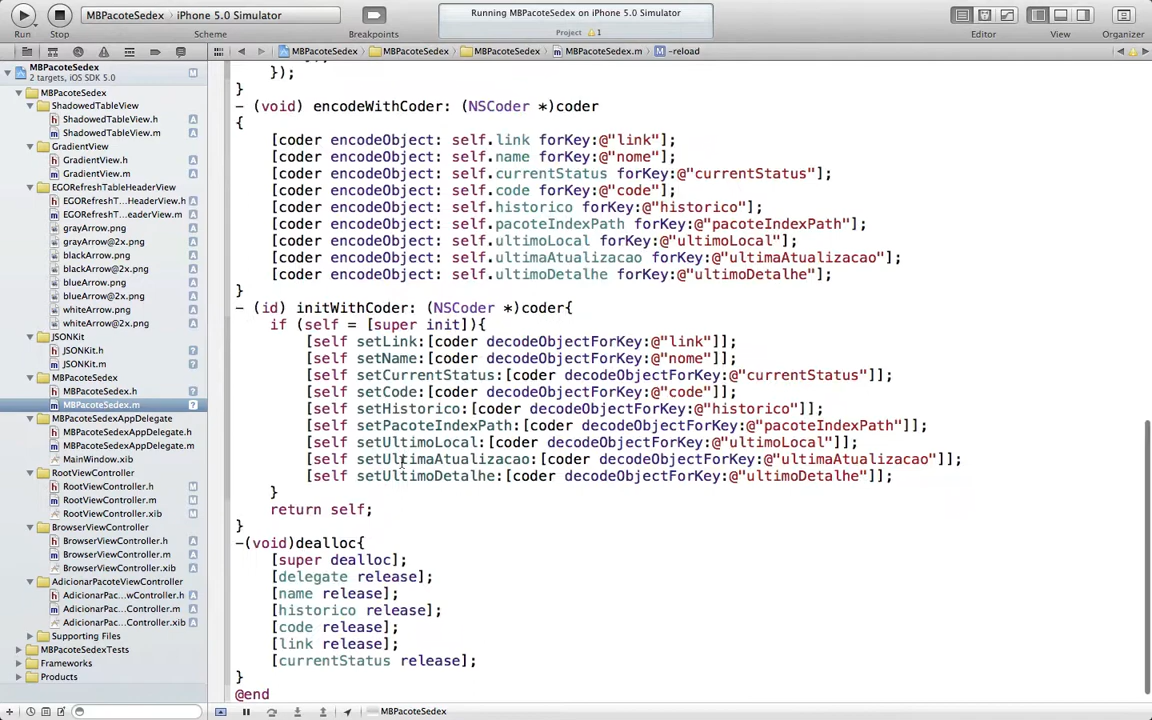 Running MBPacoteSedex on iPhone 5.0 Simulator
MBPacoteSedex
iPhone 5.0 Simulator
Project
1
Run
Stop
Scheme
Breakpoints
Editor
View
Organizer
MBPacoteSedex
MBPacoteSedex
MBPacoteSedex
MBPacoteSedex.m
M
-reload
MBPacoteSedex
2 targets, iOS SDK 5.0
M
MBPacoteSedex
ShadowedTableView
ShadowedTableView.h
A
ShadowedTableView.m
A
GradientView
GradientView.h
A
GradientView.m
A
EGORefreshTableHeaderView
EGORefreshT...HeaderView.h
A
EGORefreshT...eaderView.m
A
grayArrow.png
A
grayArrow@2x.png
A
blackArrow.png
A
blackArrow@2x.png
A
blueArrow.png
A
blueArrow@2x.png
A
whiteArrow.png
A
whiteArrow@2x.png
A
JSONKit
JSONKit.h
?
JSONKit.m
?
MBPacoteSedex
MBPacoteSedex.h
?
MBPacoteSedex.m
?
MBPacoteSedexAppDelegate
MBPacoteSedexAppDelegate.h
A
MBPacoteSedexAppDelegate.m
A
MainWindow.xib
A
RootViewController
RootViewController.h
M
RootViewController.m
M
RootViewController.xib
M
BrowserViewController
BrowserViewController.h
A
BrowserViewController.m
A
BrowserViewController.xib
A
AdicionarPacoteViewController
AdicionarPac...wController.h
A
AdicionarPac...Controller.m
A
AdicionarPac...Controller.xib
A
Supporting Files
MBPacoteSedexTests
Frameworks
Products
});
}
- (void) encodeWithCoder: (NSCoder *)coder
{
[coder encodeObject: self.link forKey:@"link"];
[coder encodeObject: self.name forKey:@"nome"];
[coder encodeObject: self.currentStatus forKey:@"currentStatus"];
[coder encodeObject: self.code forKey:@"code"];
[coder encodeObject: self.historico forKey:@"historico"];
[coder encodeObject: self.pacoteIndexPath forKey:@"pacoteIndexPath"];
[coder encodeObject: self.ultimoLocal forKey:@"ultimoLocal"];
[coder encodeObject: self.ultimaAtualizacao forKey:@"ultimaAtualizacao"];
[coder encodeObject: self.ultimoDetalhe forKey:@"ultimoDetalhe"];
}
- (id) initWithCoder: (NSCoder *)coder{
if (self = [super init]){
[self setLink:[coder decodeObjectForKey:@"link"]];
[self setName:[coder decodeObjectForKey:@"nome"]];
[self setCurrentStatus:[coder decodeObjectForKey:@"currentStatus"]];
[self setCode:[coder decodeObjectForKey:@"code"]];
[self setHistorico:[coder decodeObjectForKey:@"historico"]];
[self setPacoteIndexPath:[coder decodeObjectForKey:@"pacoteIndexPath"]];
[self setUltimoLocal:[coder decodeObjectForKey:@"ultimoLocal"]];
[self setUltimaAtualizacao:[coder decodeObjectForKey:@"ultimaAtualizacao"]];
[self setUltimoDetalhe:[coder decodeObjectForKey:@"ultimoDetalhe"]];
}
return self;
}
-(void)dealloc{
[super dealloc];
[delegate release];
[name release];
[historico release];
[code release];
[link release];
[currentStatus release];
}
@end
MBPacoteSedex